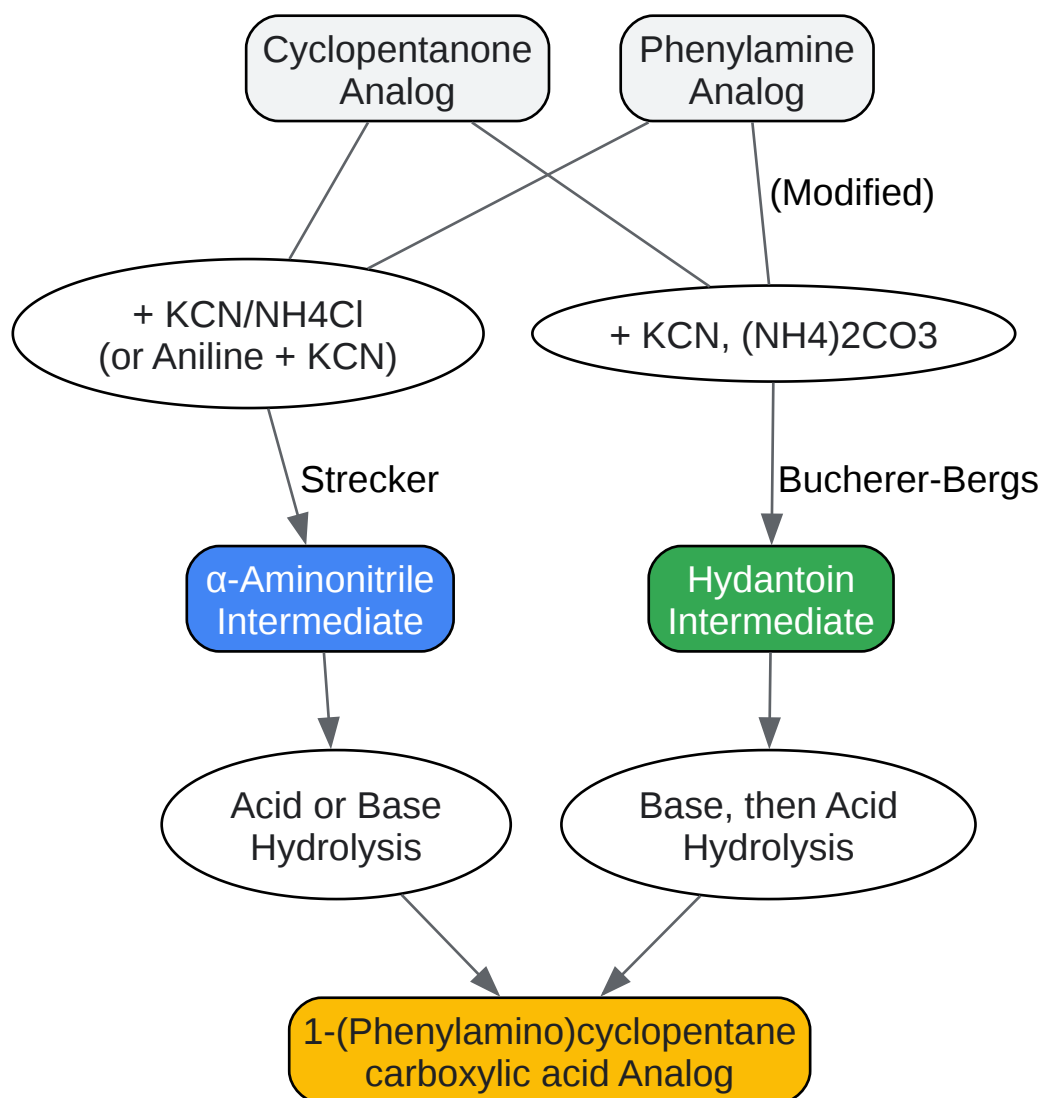 Cyclopentanone
Analog
Phenylamine
Analog
(Modified)
+ KCN/NH4Cl
(or Aniline + KCN)
+ KCN, (NH4)2CO3
Strecker
Bucherer-Bergs
α-Aminonitrile
Intermediate
Hydantoin
Intermediate
Acid or Base
Hydrolysis
Base, then Acid
Hydrolysis
1-(Phenylamino)cyclopentane
carboxylic acid Analog